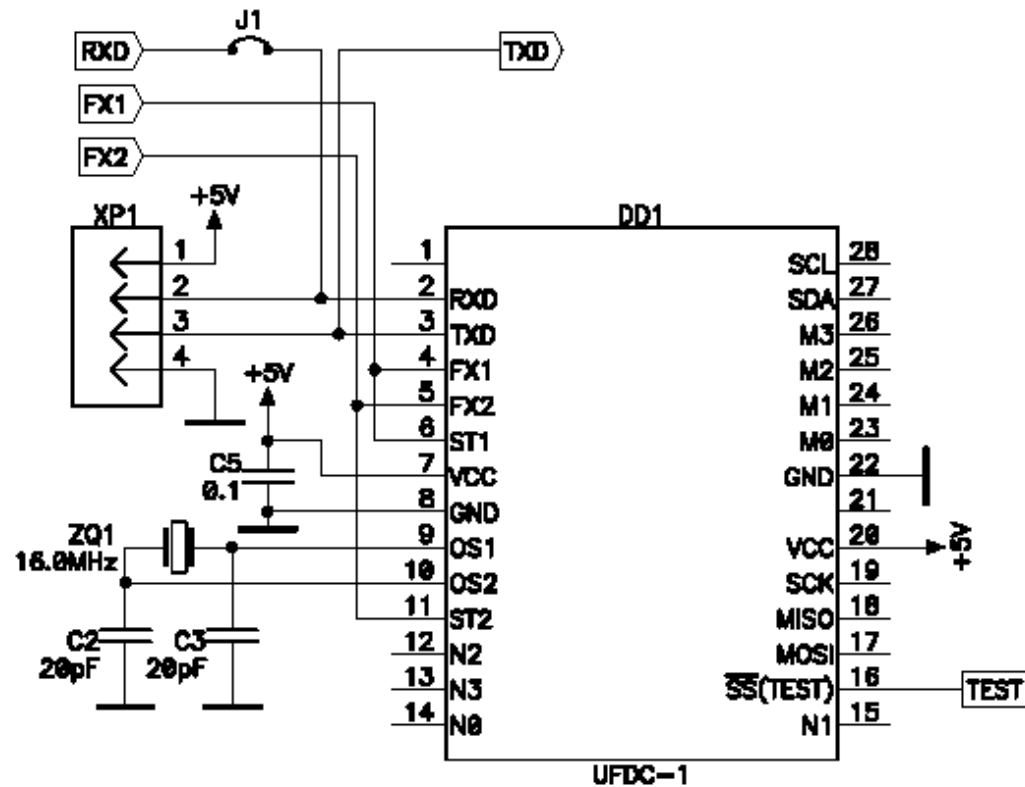 J1
RXD
TXD
FX1
FX2
+5V
XP1
1
2
3
4
DD1
1
2 RXD
3 TXD
4 FX1
5 FX2
6 ST1
7 VCC
8 GND
9 OS1
10 OS2
11 ST2
12 N2
13 N3
14 N0
SCL 28
SDA 27
M3 26
M2 25
M1 24
M0 23
GND 22
21
VCC 20
SCK 19
MISO 18
MOSI 17
SS(TEST) 16
N1 15
+5V
C5
0.1
ZQ1
16.0MHz
C2
20pF
C3
20pF
+5V
TEST
UFDC-1